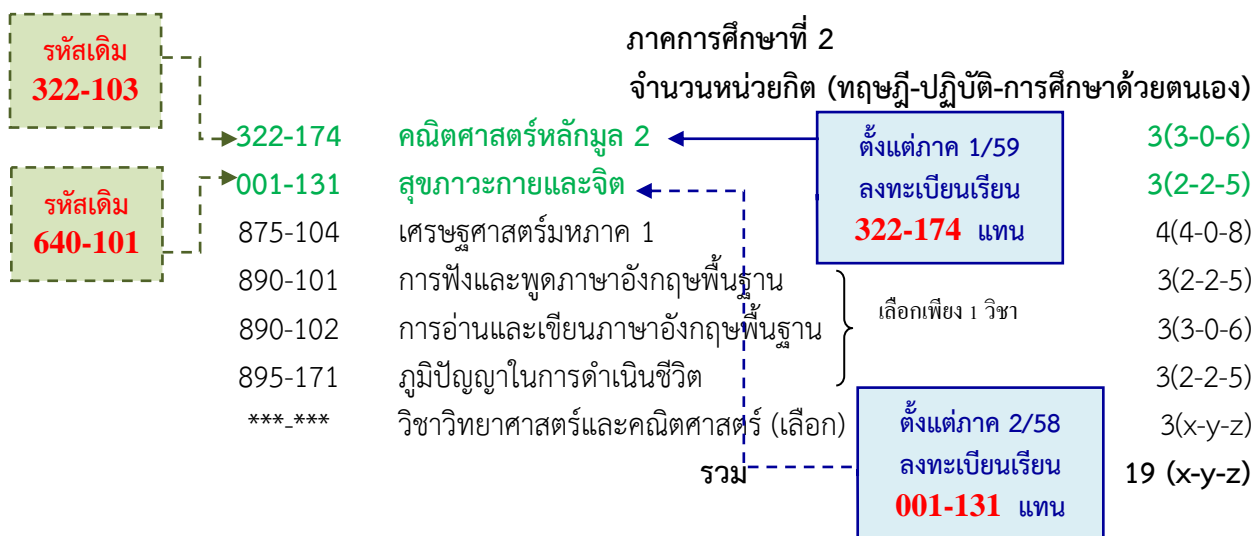 รหัสเดิม
322-103
ภาคการศึกษาที่ 2
จำนวนหน่วยกิต (ทฤษฎี-ปฏิบัติ-การศึกษาด้วยตนเอง)
322-174 คณิตศาสตร์หลักมูล 2 3(3-0-6)
ตั้งแต่ภาค 1/59
ลงทะเบียนเรียน
322-174 แทน
รหัสเดิม
640-101
001-131 สุขภาวะกายและจิต 3(2-2-5)
875-104 เศรษฐศาสตร์มหภาค 1 4(4-0-8)
890-101 การฟังและพูดภาษาอังกฤษพื้นฐาน 3(2-2-5)
เลือกเพียง 1 วิชา
890-102 การอ่านและเขียนภาษาอังกฤษพื้นฐาน 3(3-0-6)
895-171 ภูมิปัญญาในการดำเนินชีวิต 3(2-2-5)
***-*** วิชาวิทยาศาสตร์และคณิตศาสตร์ (เลือก) 3(x-y-z)
รวม 19 (x-y-z)
ตั้งแต่ภาค 2/58
ลงทะเบียนเรียน
001-131 แทน